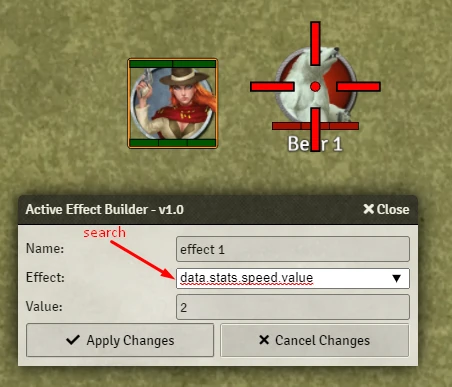 Bear 1
Active Effect Builder - v1.0
Close
search
Name:
effect 1
Effect:
data.stats.speed.value
Value:
2
Apply Changes
Cancel Changes